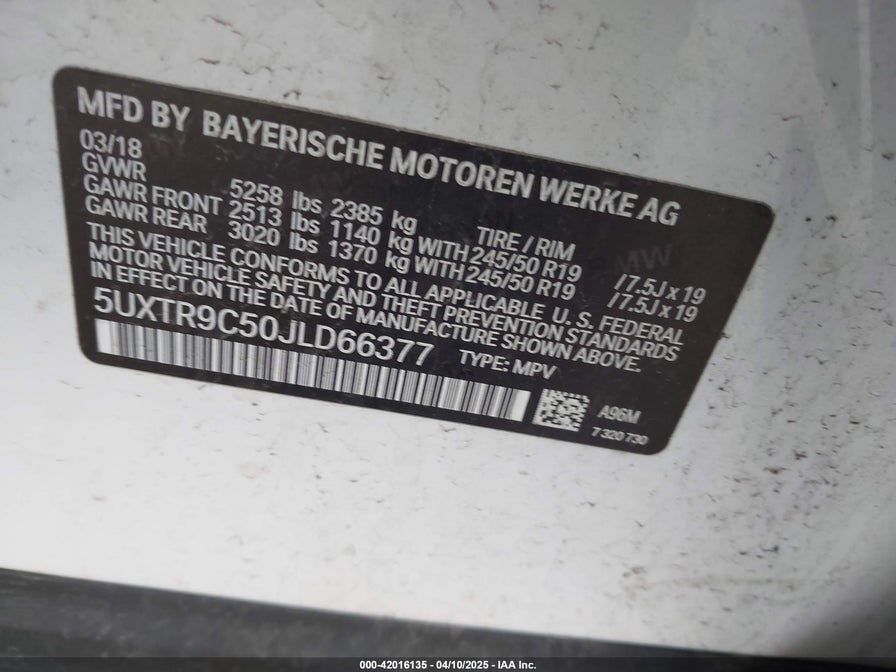 MFD BY BAYERISCHE MOTOREN WERKE AG
03/18
GVWR 5258 lbs 2385 kg TIRE / RIM
GAWR FRONT 2513 lbs 1140 kg WITH 245/50 R19 / 7.5J x 19
GAWR REAR 3020 lbs 1370 kg WITH 245/50 R19 / 7.5J x 19
THIS VEHICLE CONFORMS TO ALL APPLICABLE U. S. FEDERAL
MOTOR VEHICLE SAFETY AND THEFT PREVENTION STANDARDS
IN EFFECT ON THE DATE OF MANUFACTURE SHOWN ABOVE.
5UXTR9C50JLD66377 TYPE: MPV
A96M
7 320 730
000-42016135 - 04/10/2025 - IAA Inc.